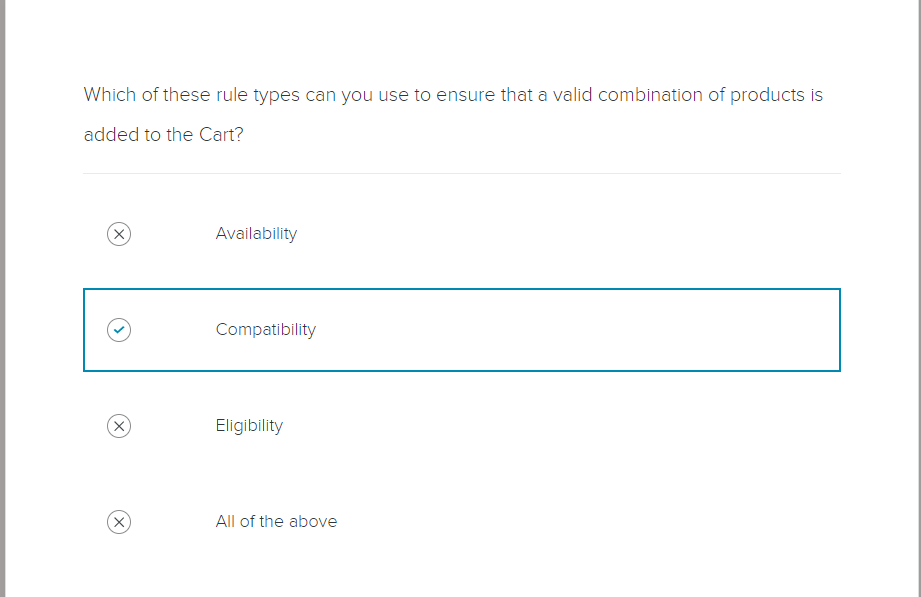 Which of these rule types can you use to ensure that a valid combination of products is
added to the Cart?
Availability
Compatibility
Eligibility
All of the above